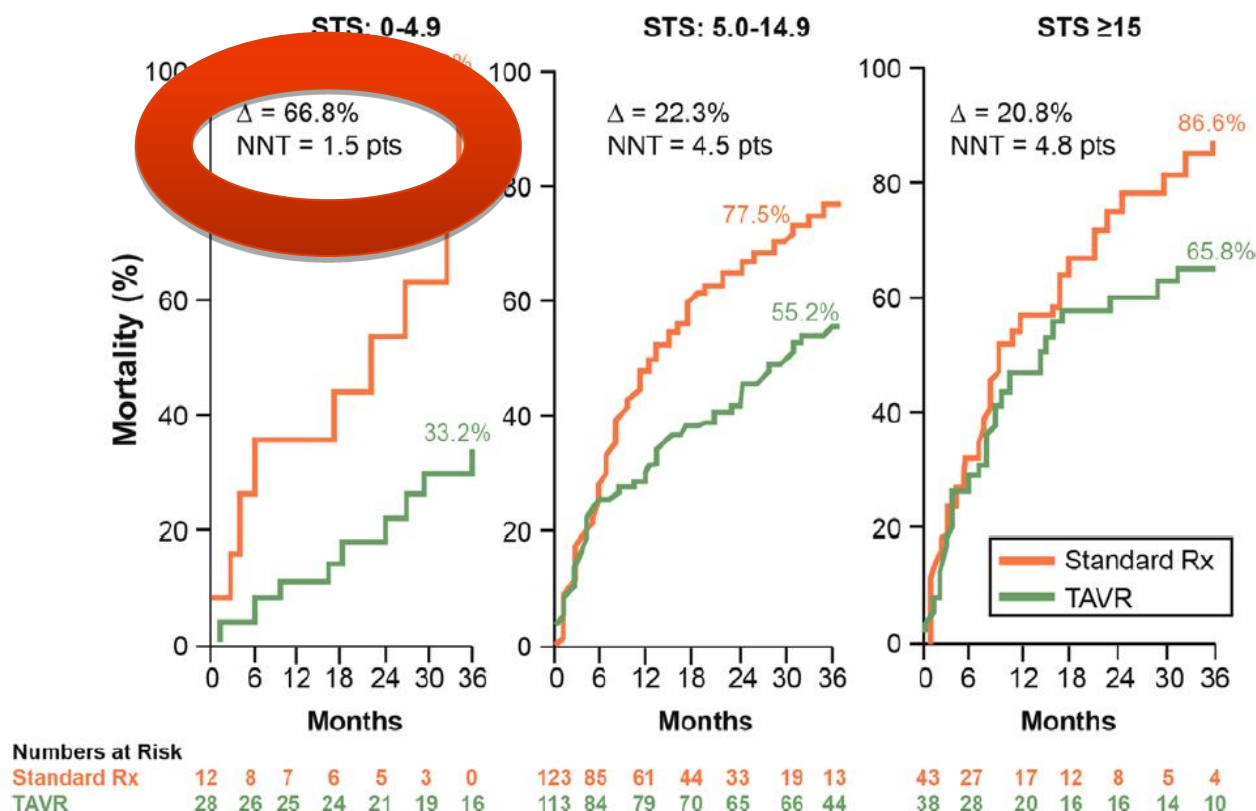 STS: 0-4.9
100
Δ = 66.8%
NNT = 1.5 pts
60
40
20
0
Mortality (%)
33.2%
0 6 12 18 24 30 36
Months
STS: 5.0-14.9
100
Δ = 22.3%
NNT = 4.5 pts
80
60
40
20
0
77.5%
55.2%
0 6 12 18 24 30 36
Months
STS ≥15
100
Δ = 20.8%
NNT = 4.8 pts
80
60
40
20
0
86.6%
65.8%
Standard Rx
TAVR
0 6 12 18 24 30 36
Months
Numbers at Risk
Standard Rx 12 8 7 6 5 3 0 123 85 61 44 33 19 13 43 27 17 12 8 5 4
TAVR 28 26 25 24 21 19 16 113 84 79 70 65 66 44 38 28 20 16 16 14 10